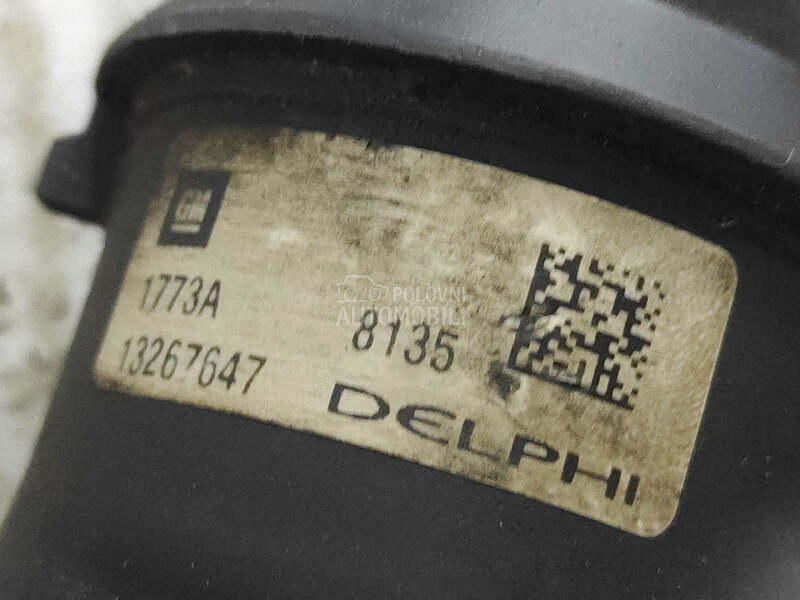 GM
1773A
8135
13267647
DELPHI
POLOVNI
AUTOMOBILI